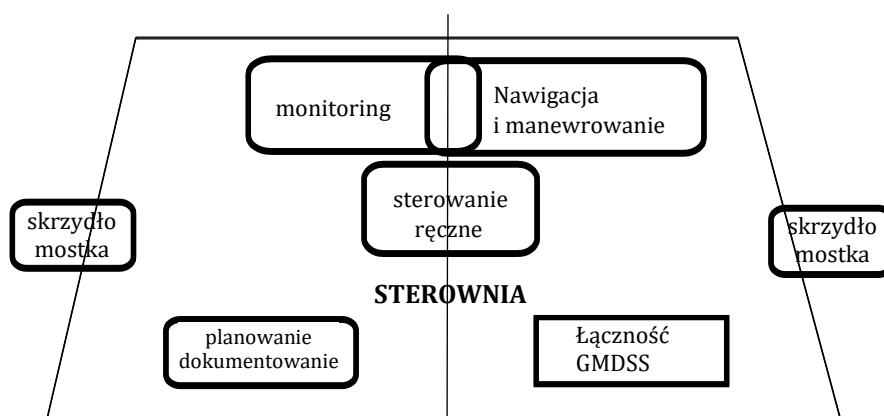 monitoring
Nawigacja
i manewrowanie
sterowanie
ręczne
skrzydło
mostka
skrzydło
mostka
STEROWNIA
planowanie
dokumentowanie
Łączność
GMDSS